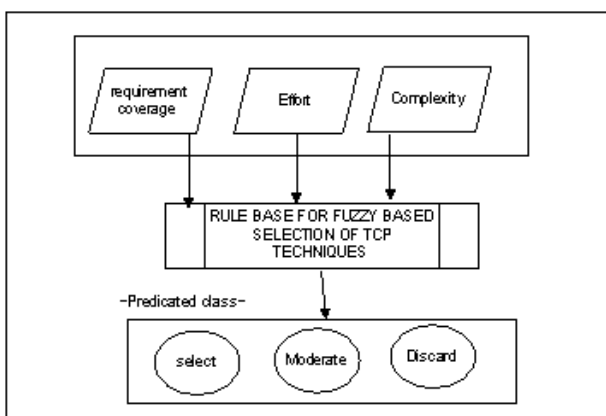 requirement
coverage
Effort
Complexity
RULE BASE FOR FUZZY BASED
SELECTION OF TCP
TECHNIQUES
-Predicated class-
select
Moderate
Discard